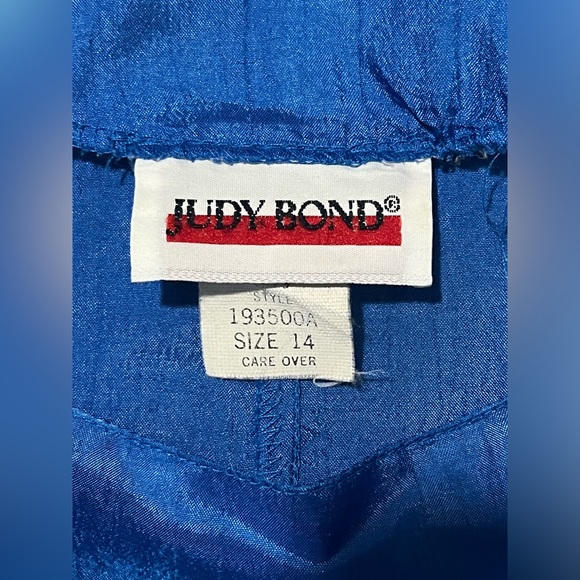 JUDY BOND®
STYLE
193500A
SIZE 14
CARE OVER